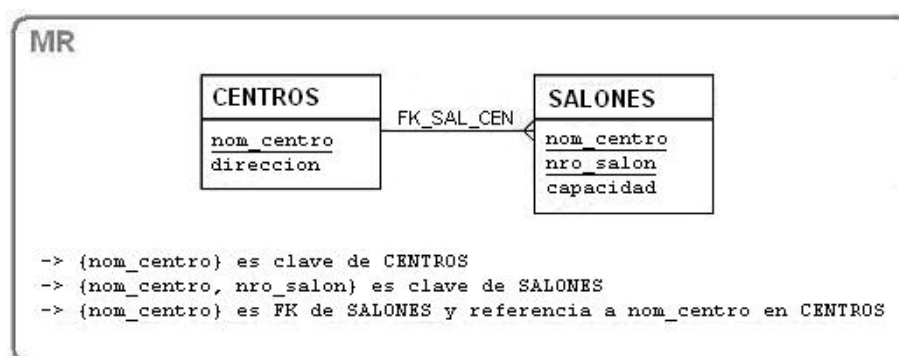 MR
CENTROS
nom_centro
direccion
FK_SAL_CEN
SALONES
nom_centro
nro_salon
capacidad
-> {nom_centro} es clave de CENTROS
-> {nom_centro, nro_salon} es clave de SALONES
-> {nom_centro} es FK de SALONES y referencia a nom_centro en CENTROS